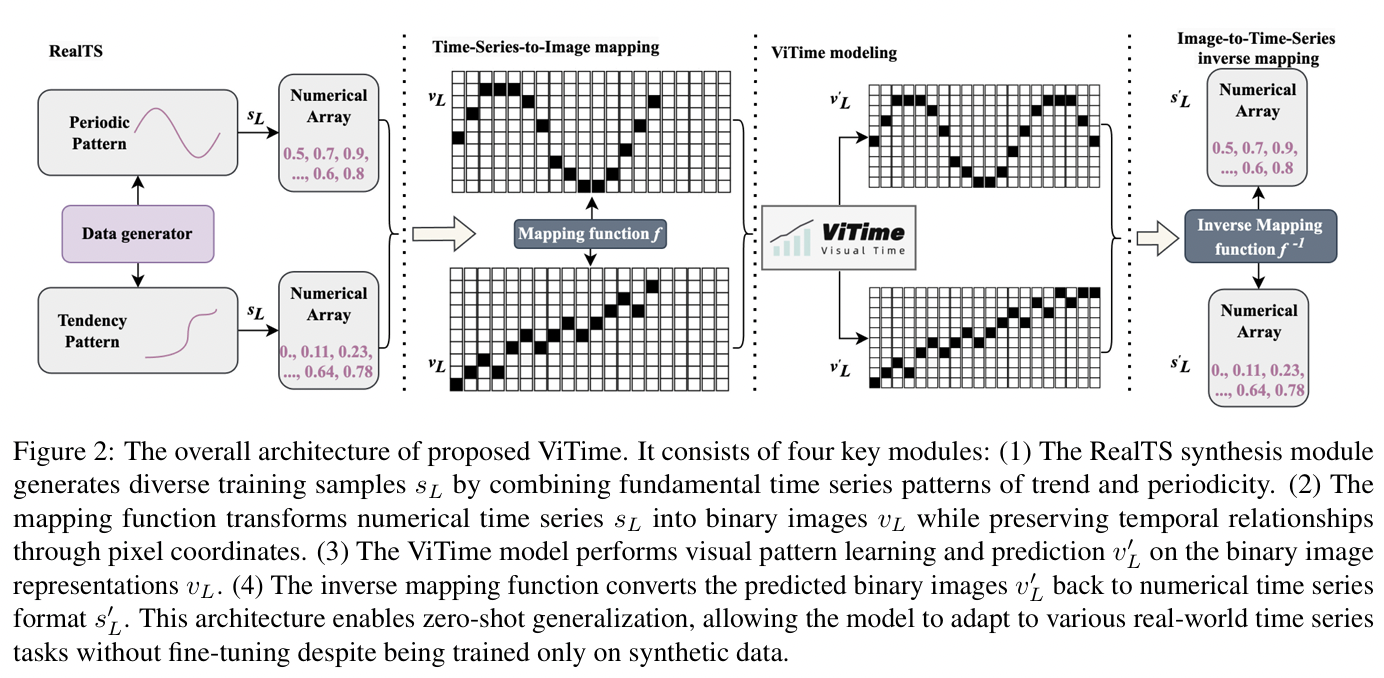 RealTS
Periodic
Pattern
s_L
Numerical
Array
0.5, 0.7, 0.9,
..., 0.6, 0.8
Data generator
Tendency
Pattern
s_L
Numerical
Array
0., 0.11, 0.23,
..., 0.64, 0.78
Time-Series-to-Image mapping
v_L
Mapping function f
v_L
ViTime modeling
v'_L
ViTime
Visual Time
v'_L
Image-to-Time-Series
inverse mapping
s'_L
Numerical
Array
0.5, 0.7, 0.9,
..., 0.6, 0.8
Inverse Mapping
function f ⁻¹
s'_L
Numerical
Array
0., 0.11, 0.23,
..., 0.64, 0.78
Figure 2: The overall architecture of proposed ViTime. It consists of four key modules: (1) The RealTS synthesis module
generates diverse training samples s_L by combining fundamental time series patterns of trend and periodicity. (2) The
mapping function transforms numerical time series s_L into binary images v_L while preserving temporal relationships
through pixel coordinates. (3) The ViTime model performs visual pattern learning and prediction v'_L on the binary image
representations v_L. (4) The inverse mapping function converts the predicted binary images v'_L back to numerical time series
format s'_L. This architecture enables zero-shot generalization, allowing the model to adapt to various real-world time series
tasks without fine-tuning despite being trained only on synthetic data.